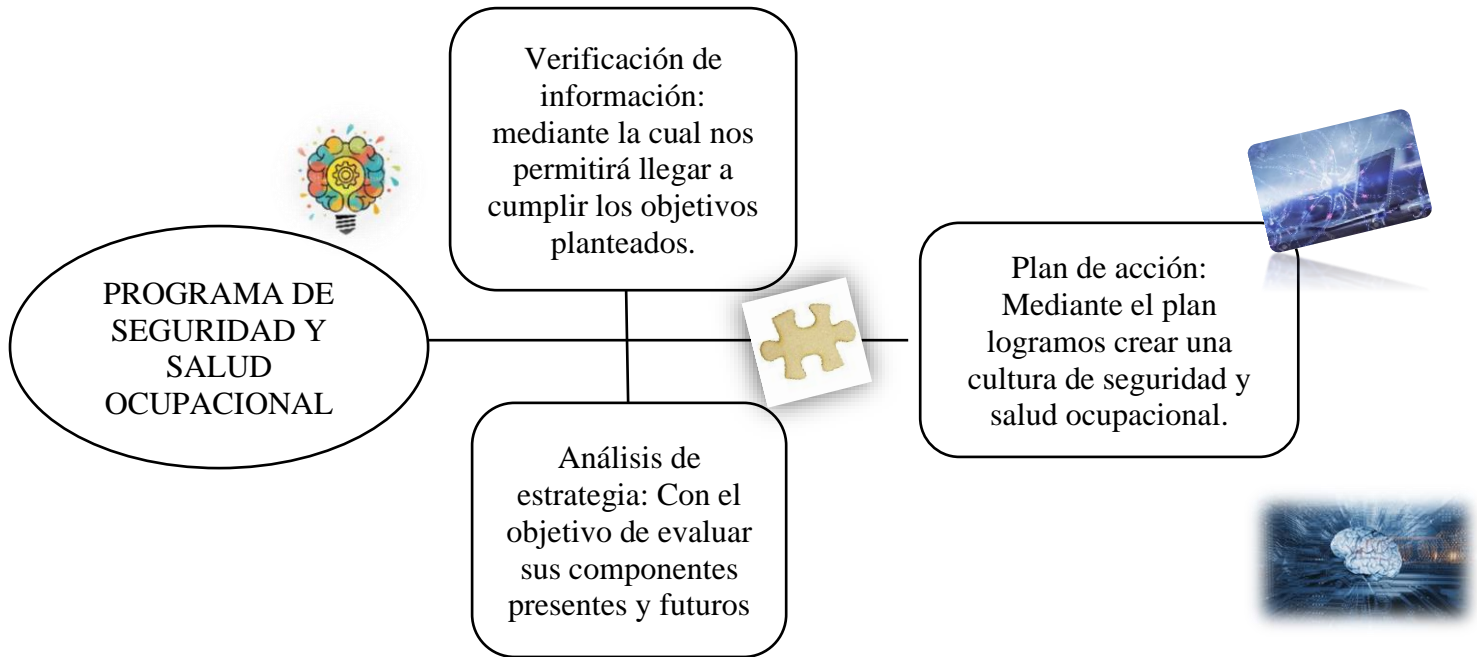 PROGRAMA DE
SEGURIDAD Y
SALUD
OCUPACIONAL
Verificación de
información:
mediante la cual nos
permitirá llegar a
cumplir los objetivos
planteados.
Análisis de
estrategia: Con el
objetivo de evaluar
sus componentes
presentes y futuros
Plan de acción:
Mediante el plan
logramos crear una
cultura de seguridad y
salud ocupacional.